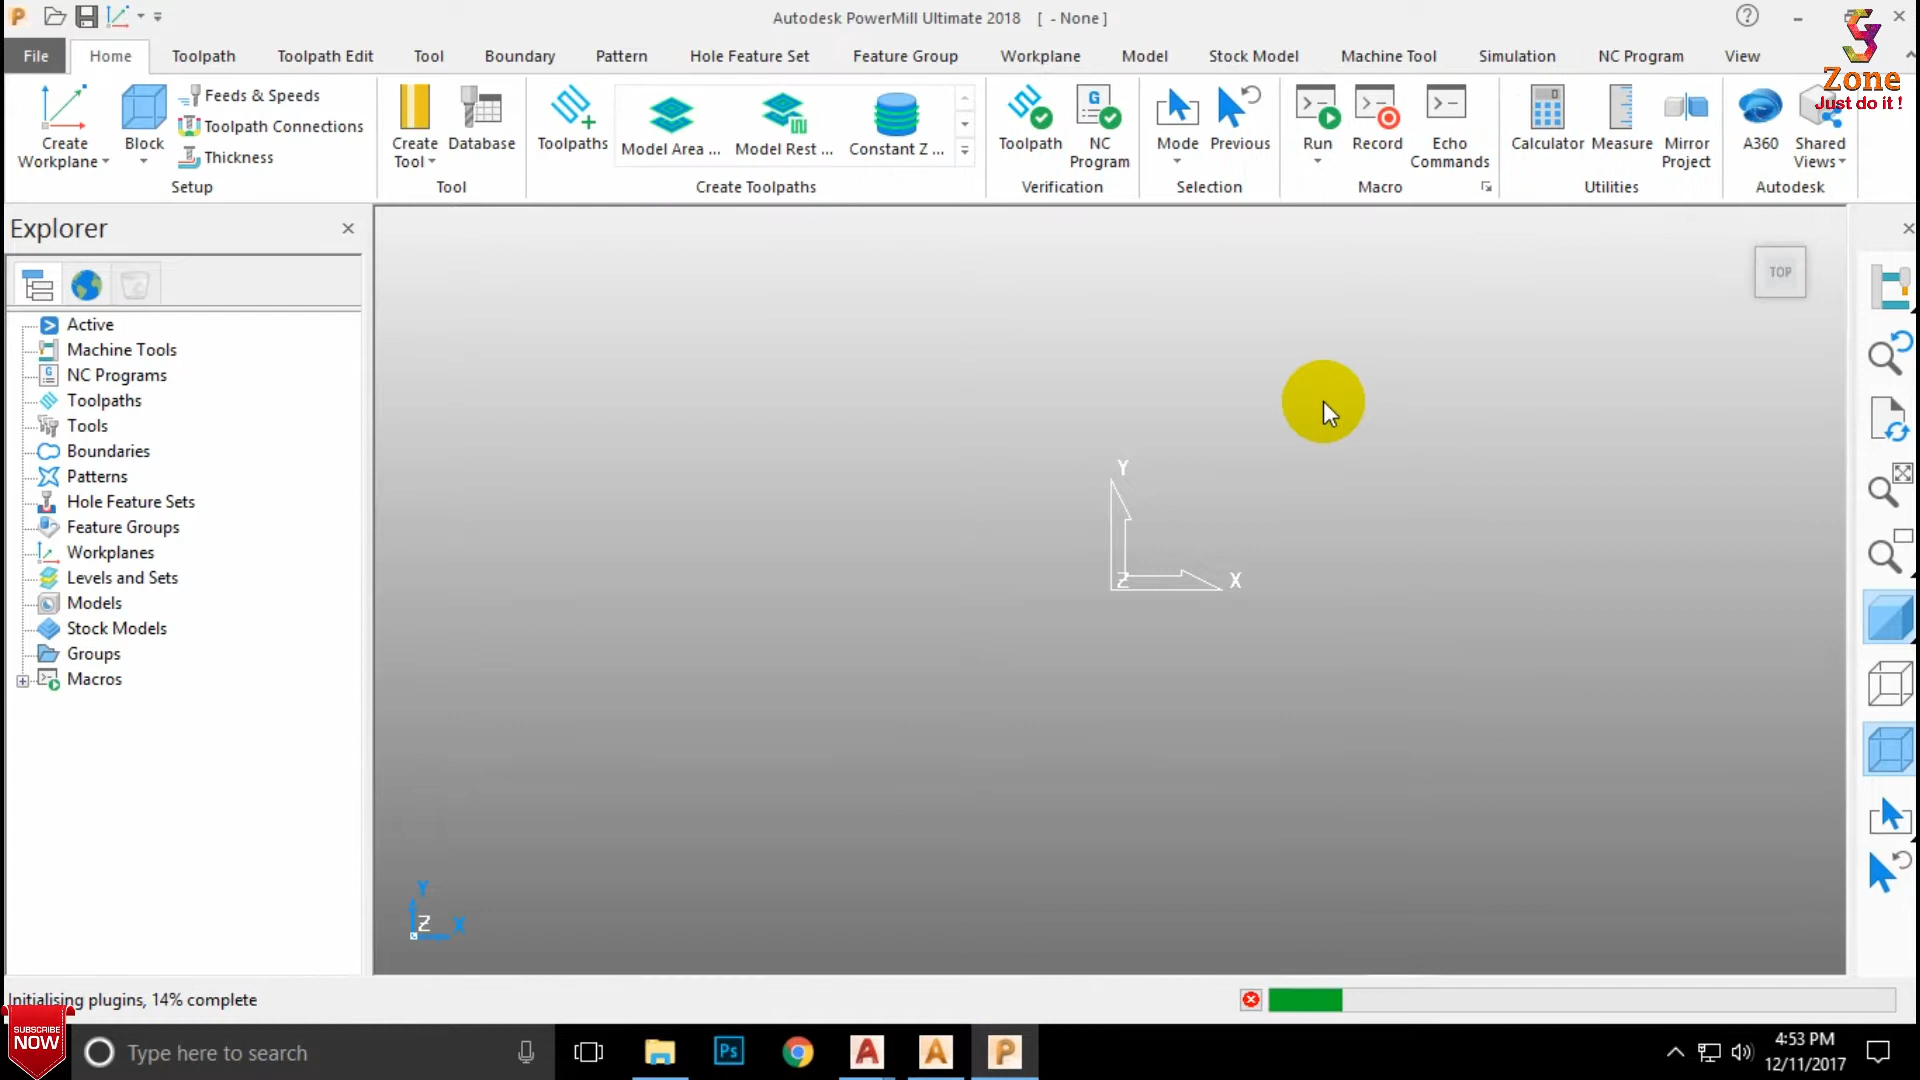 Autodesk PowerMill Ultimate 2018 [ - None ]
File Home Toolpath Toolpath Edit Tool Boundary Pattern Hole Feature Set Feature Group Workplane Model Stock Model Machine Tool Simulation NC Program View
Zone
Just do it !
Create Workplane
Block
Feeds & Speeds
Toolpath Connections
Thickness
Setup
Create Tool
Database
Tool
Toolpaths
Model Area ...
Model Rest ...
Constant Z ...
Create Toolpaths
Toolpath
NC Program
Verification
Mode
Previous
Selection
Run
Record
Echo Commands
Macro
Calculator
Measure
Mirror Project
Utilities
A360
Shared Views
Autodesk
Explorer
Active
Machine Tools
NC Programs
Toolpaths
Tools
Boundaries
Patterns
Hole Feature Sets
Feature Groups
Workplanes
Levels and Sets
Models
Stock Models
Groups
Macros
TOP
Y
Z X
Y
Z X
Initialising plugins, 14% complete
SUBSCRIBE
NOW
Type here to search
Ps
4:53 PM
12/11/2017